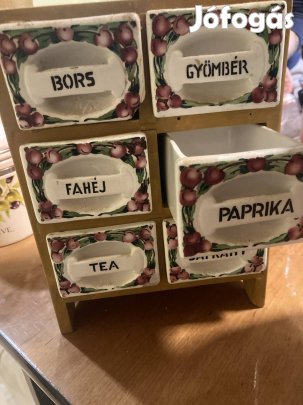 Jófogás
BORS
GYÖMBÉR
FAHÉJ
PAPRIKA
TEA